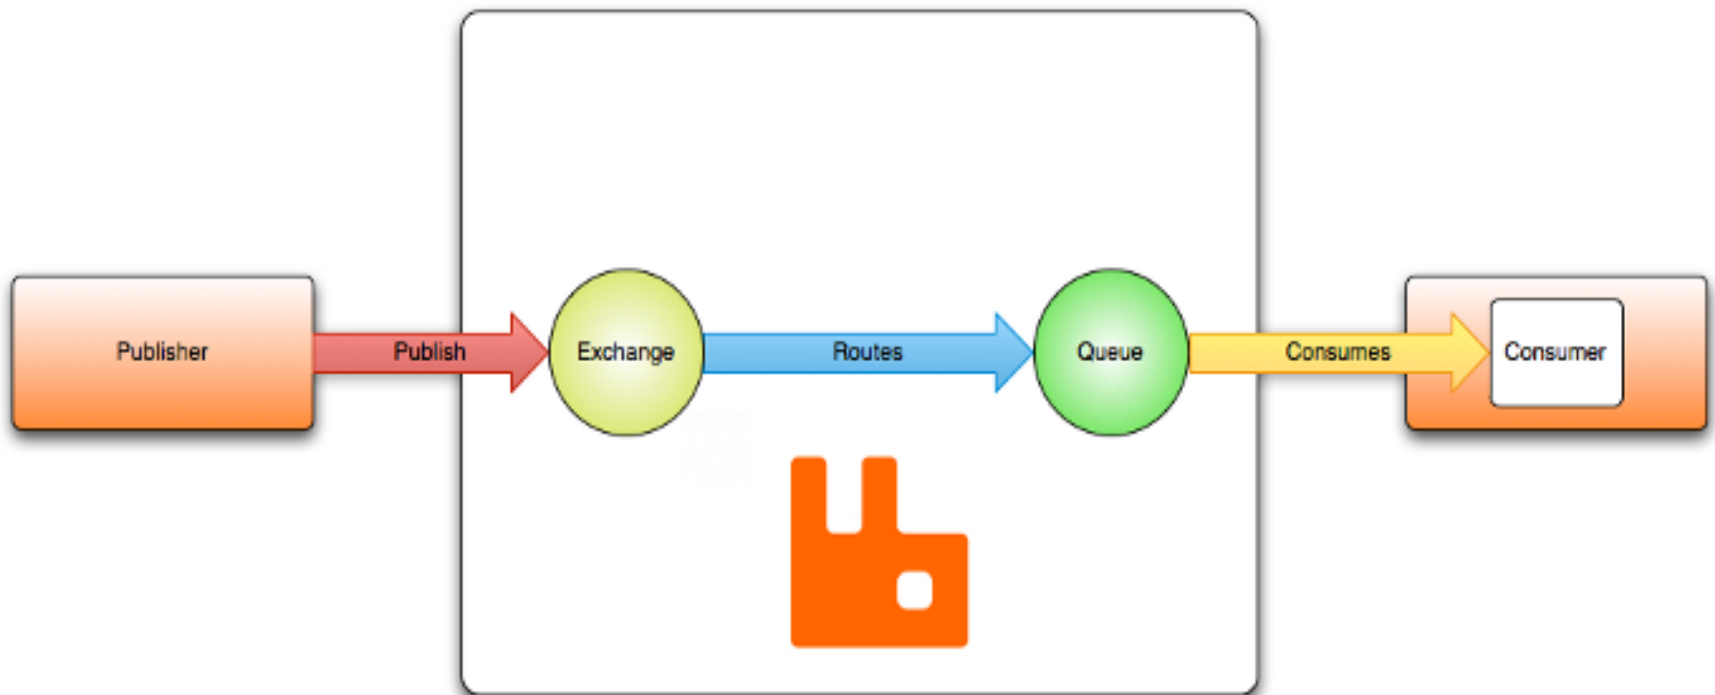 Publisher
Publish
Exchange
Routes
Queue
Consumes
Consumer